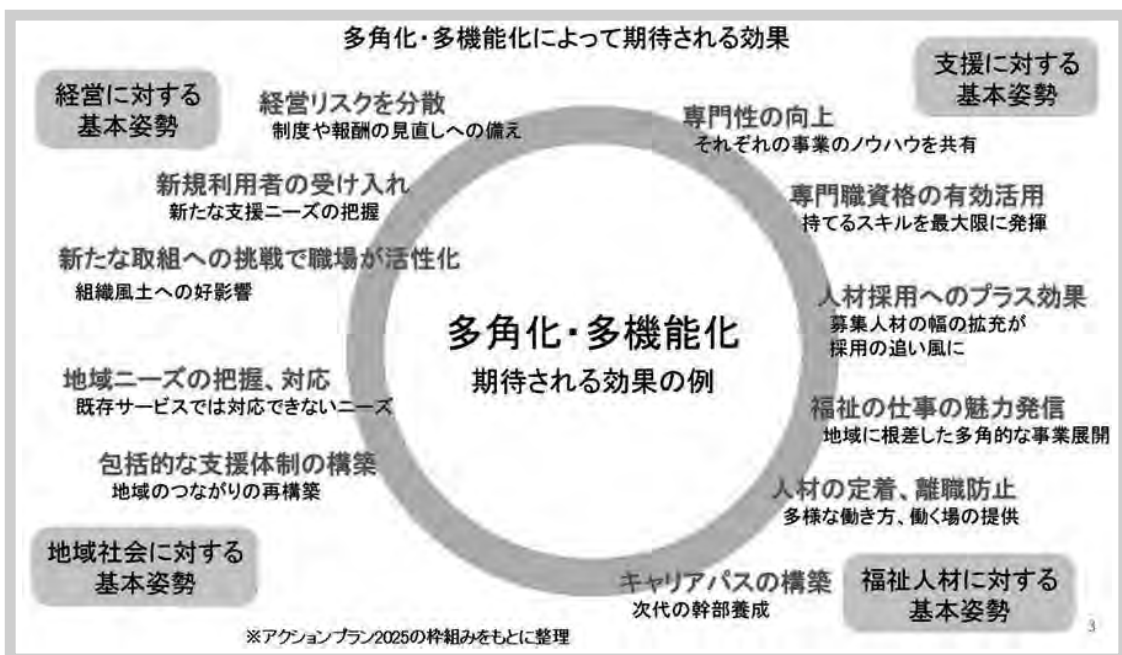 多角化・多機能化によって期待される効果
経営に対する
基本姿勢
経営リスクを分散
制度や報酬の見直しへの備え
新規利用者の受け入れ
新たな支援ニーズの把握
新たな取組への挑戦で職場が活性化
組織風土への好影響
地域ニーズの把握、対応
既存サービスでは対応できないニーズ
包括的な支援体制の構築
地域のつながりの再構築
地域社会に対する
基本姿勢
多角化・多機能化
期待される効果の例
支援に対する
基本姿勢
専門性の向上
それぞれの事業のノウハウを共有
専門職資格の有効活用
持てるスキルを最大限に発揮
人材採用へのプラス効果
募集人材の幅の拡充が
採用の追い風に
福祉の仕事の魅力発信
地域に根差した多角的な事業展開
人材の定着、離職防止
多様な働き方、働く場の提供
キャリアパスの構築
次代の幹部養成
福祉人材に対する
基本姿勢
※アクションプラン2025の枠組みをもとに整理
3